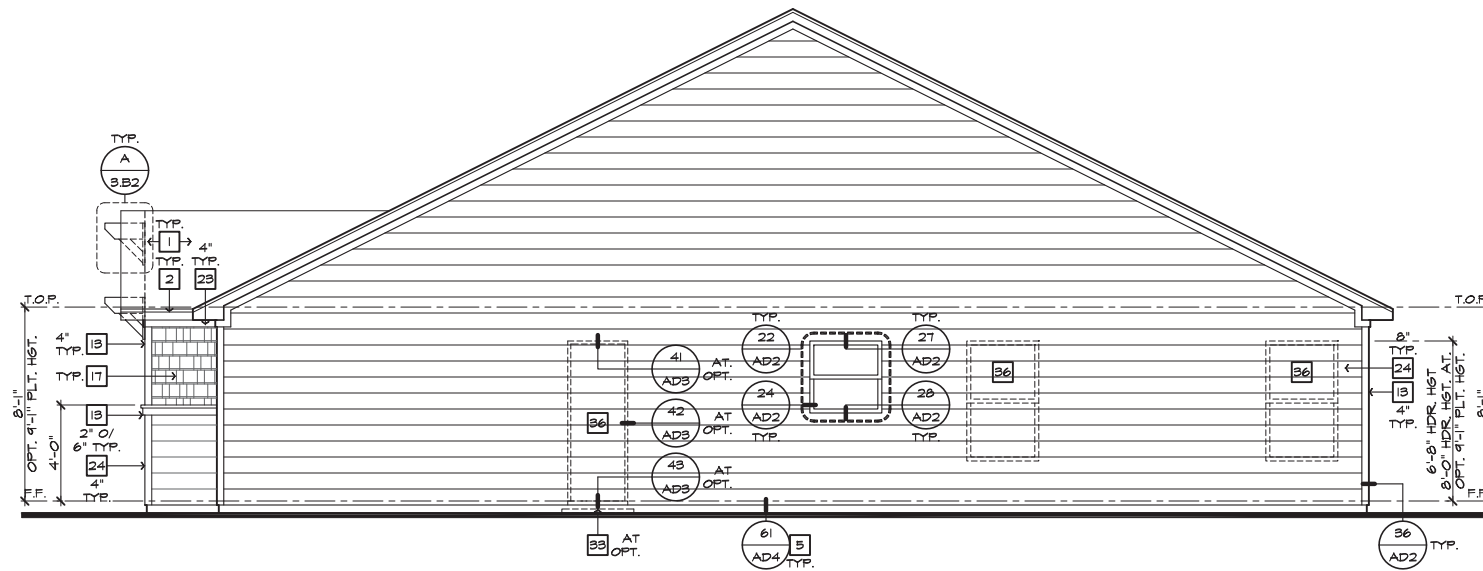 TYP.
A
3.B2
TYP.
1
TYP.
2
4"
TYP.
23
T.O.P.
4"
TYP.
13
TYP.
17
13
2" O/
6" TYP.
24
4"
TYP.
8'-1"
OPT. 9'-1" PLT. HGT.
4'-0"
F.F.
36
41
AD3
AT
OPT.
42
AD3
AT
OPT.
43
AD3
AT
OPT.
33
AT
OPT.
TYP.
22
AD2
24
AD2
TYP.
TYP.
27
AD2
28
AD2
TYP.
61
AD4
5
TYP.
36
36
T.O.P.
8"
TYP.
24
13
4"
TYP.
6'-8" HDR. HGT
8'-0" HDR. HGT. AT.
OPT. 9'-1" PLT. HGT.
8'-1"
F.F.
36
AD2
TYP.